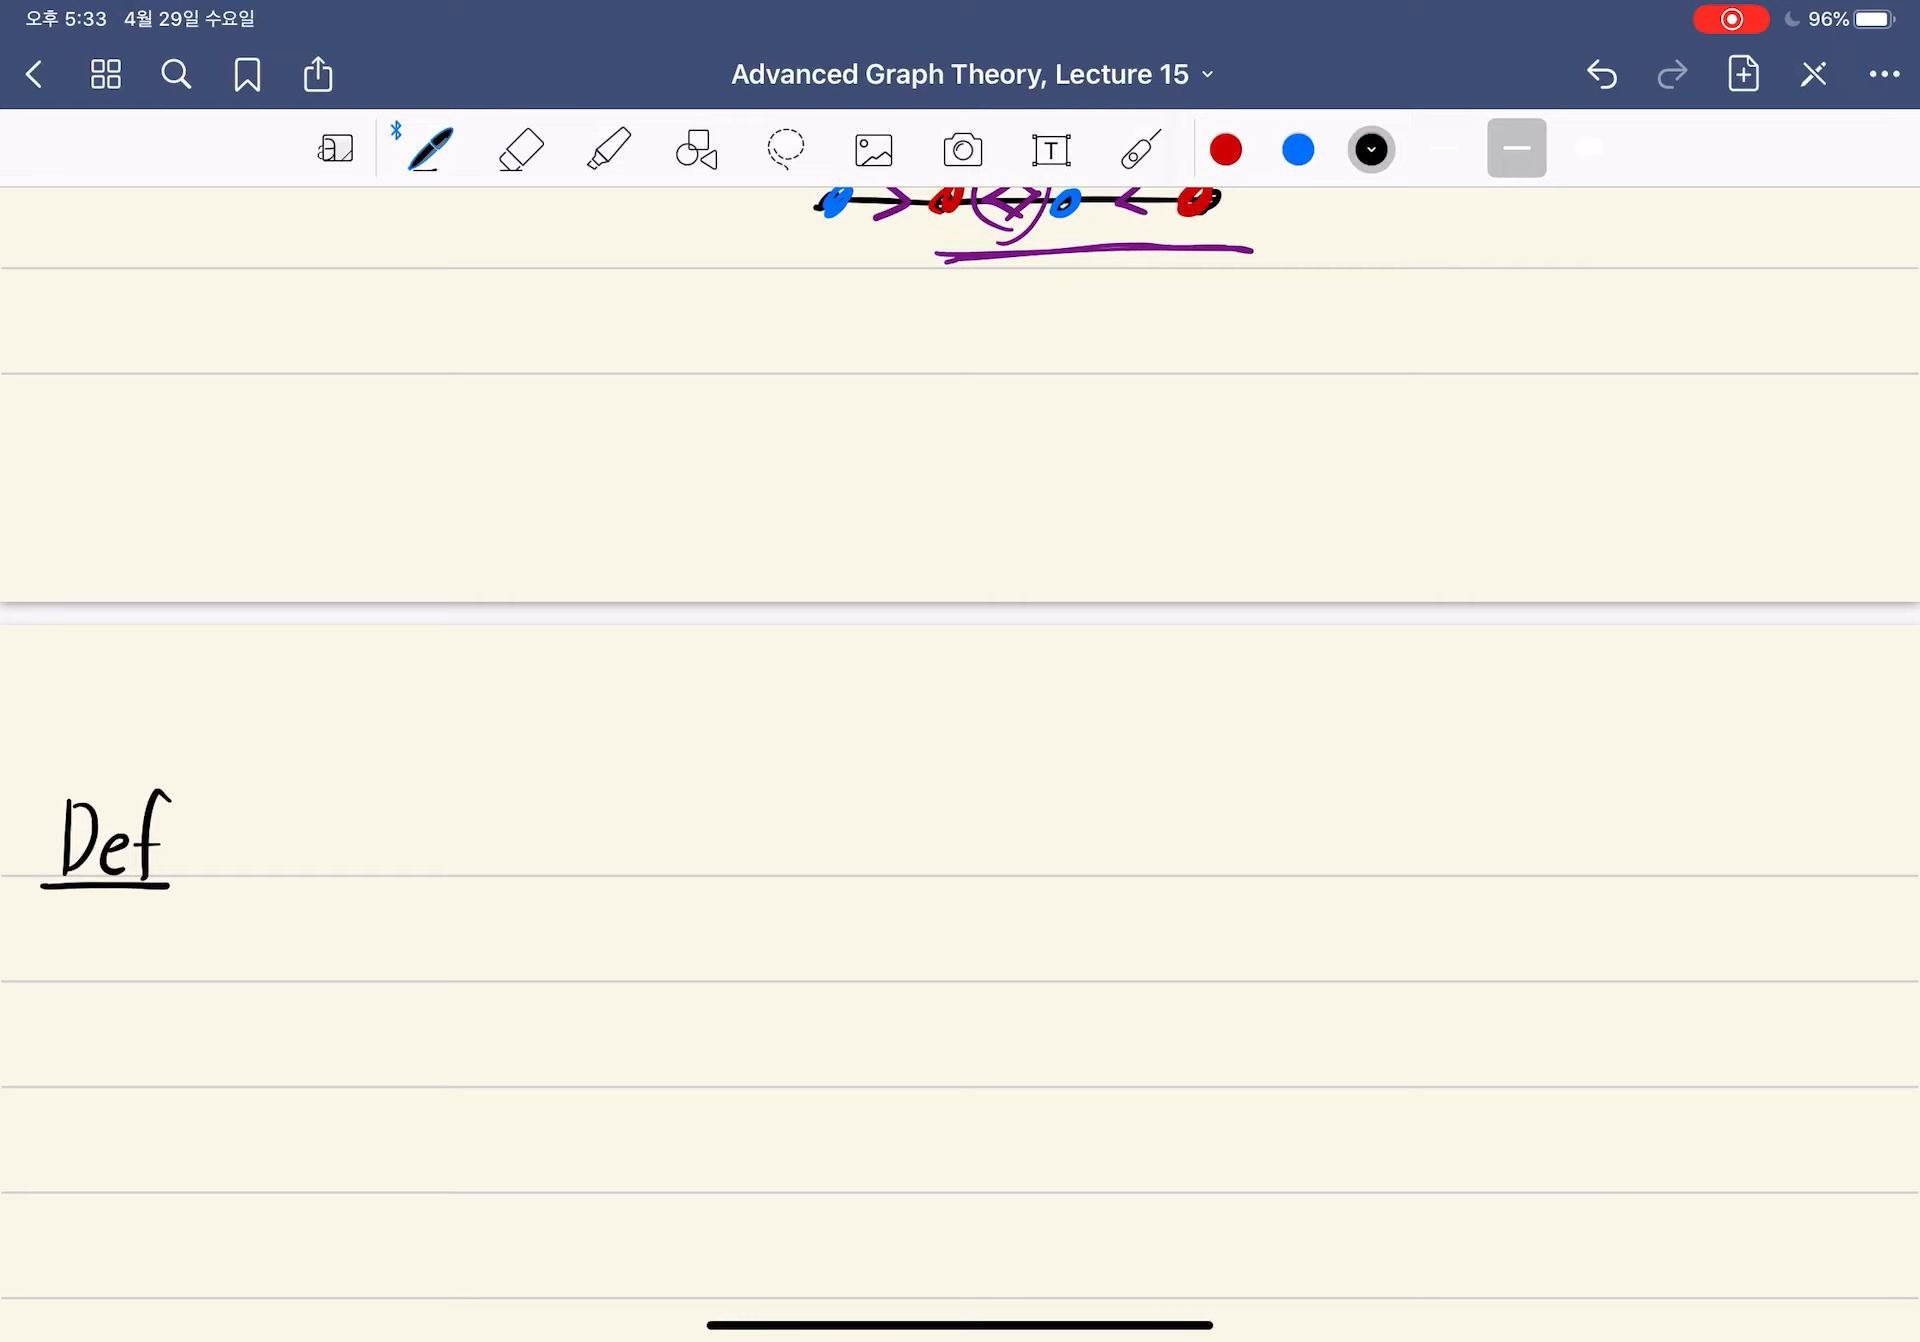 오후 5:33 4월 29일 수요일
96%
Advanced Graph Theory, Lecture 15
Def